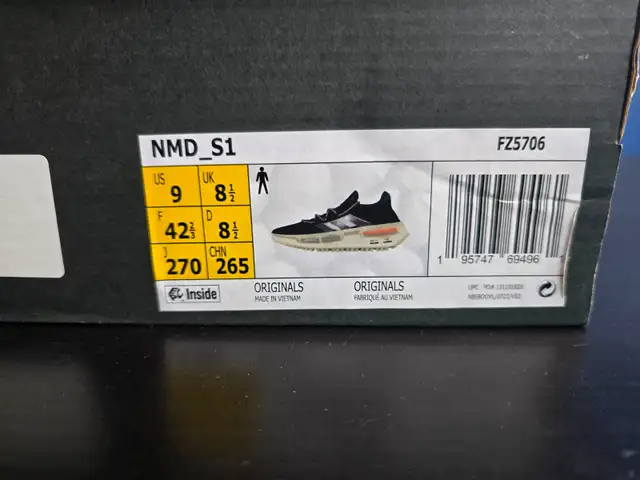 NMD_S1
FZ5706
US 9 UK 8½
F 42⅔ D 8½
J 270 CHN 265
Inside
ORIGINALS
MADE IN VIETNAM
ORIGINALS
FABRIQUÉ AU VIETNAM
1 95747 69496 1
UPC